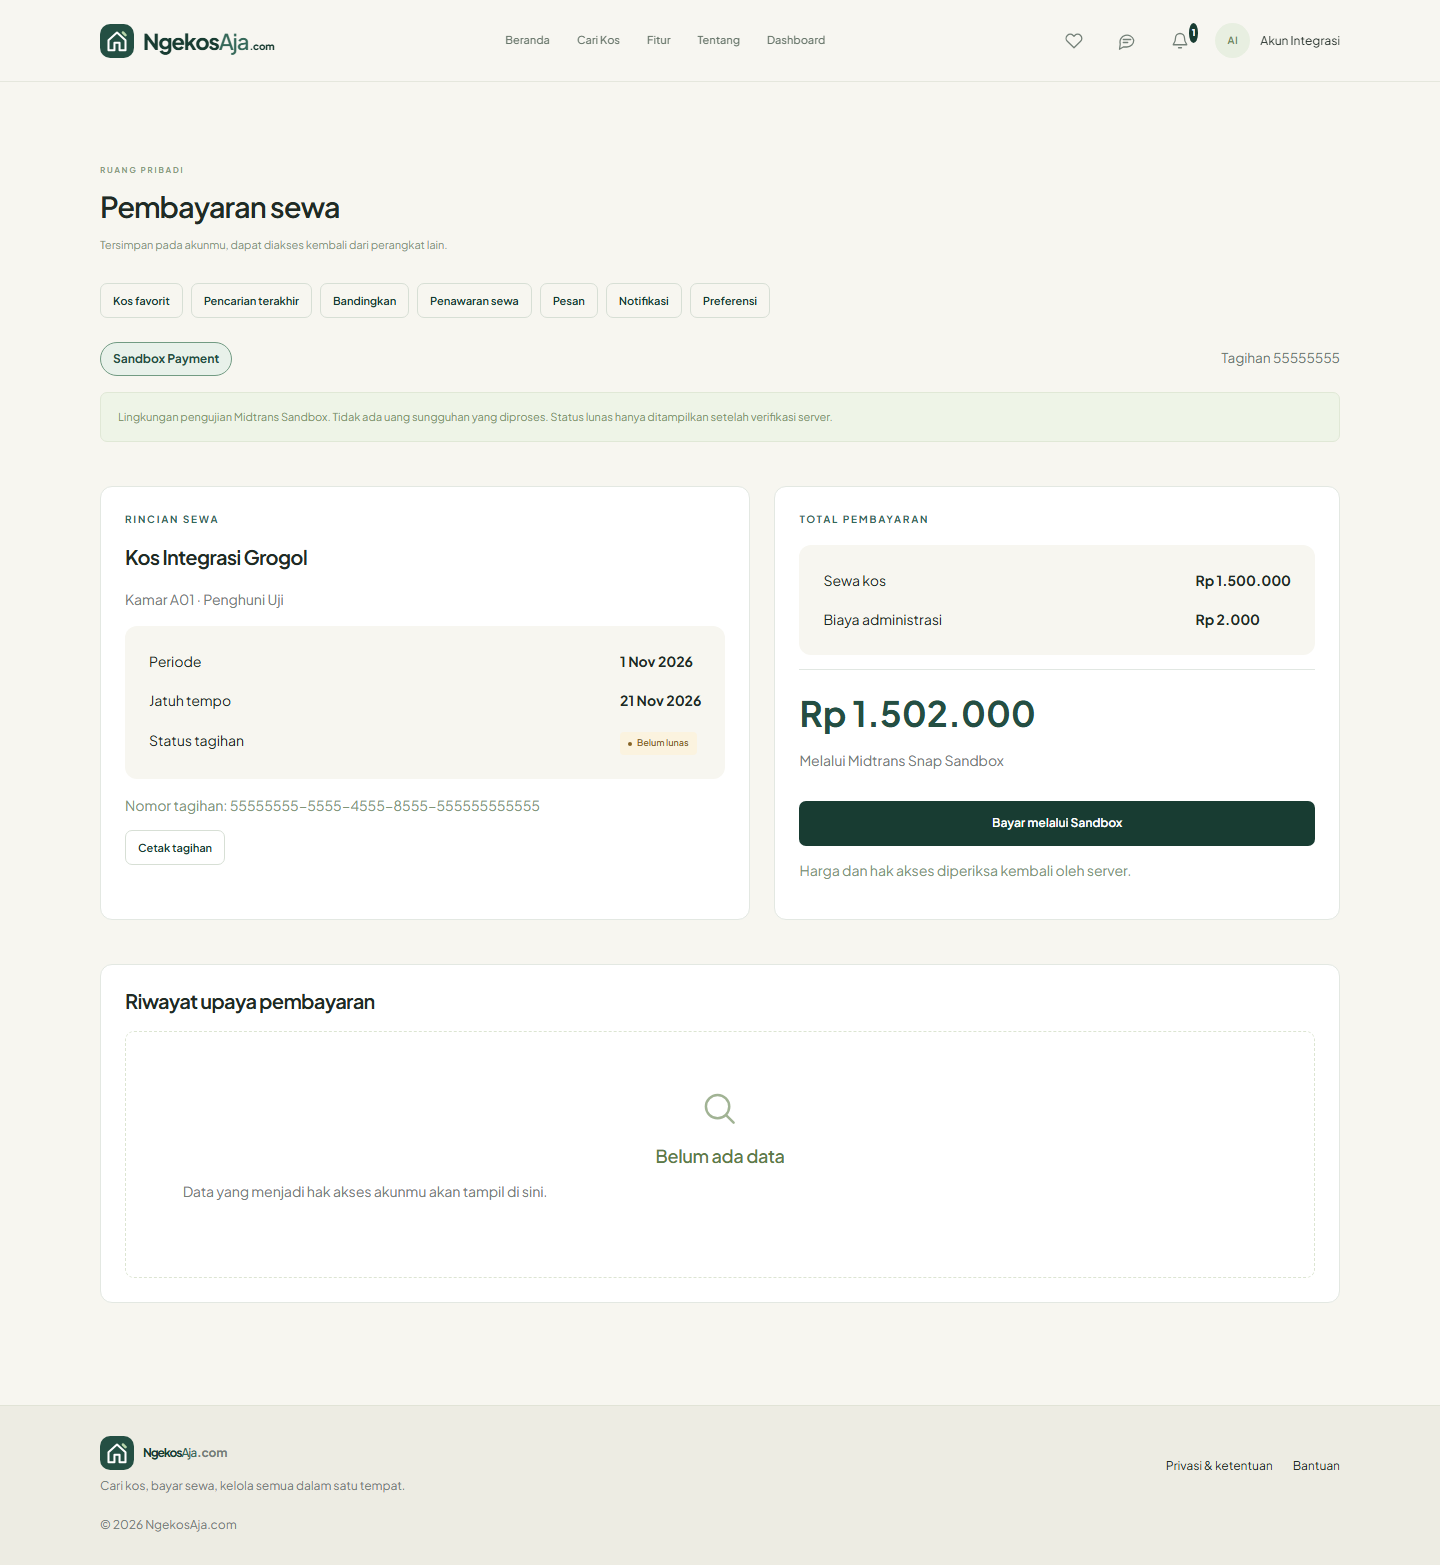 NgekosAja.com
Beranda Cari Kos Fitur Tentang Dashboard
1
AI Akun Integrasi
RUANG PRIBADI
Pembayaran sewa
Tersimpan pada akunmu, dapat diakses kembali dari perangkat lain.
Kos favorit Pencarian terakhir Bandingkan Penawaran sewa Pesan Notifikasi Preferensi
Sandbox Payment
Tagihan 55555555
Lingkungan pengujian Midtrans Sandbox. Tidak ada uang sungguhan yang diproses. Status lunas hanya ditampilkan setelah verifikasi server.
RINCIAN SEWA
Kos Integrasi Grogol
Kamar A01 · Penghuni Uji
Periode 1 Nov 2026
Jatuh tempo 21 Nov 2026
Status tagihan Belum lunas
Nomor tagihan: 55555555-5555-4555-8555-555555555555
Cetak tagihan
TOTAL PEMBAYARAN
Sewa kos Rp 1.500.000
Biaya administrasi Rp 2.000
Rp 1.502.000
Melalui Midtrans Snap Sandbox
Bayar melalui Sandbox
Harga dan hak akses diperiksa kembali oleh server.
Riwayat upaya pembayaran
Belum ada data
Data yang menjadi hak akses akunmu akan tampil di sini.
NgekosAja.com
Cari kos, bayar sewa, kelola semua dalam satu tempat.
Privasi & ketentuan Bantuan
© 2026 NgekosAja.com